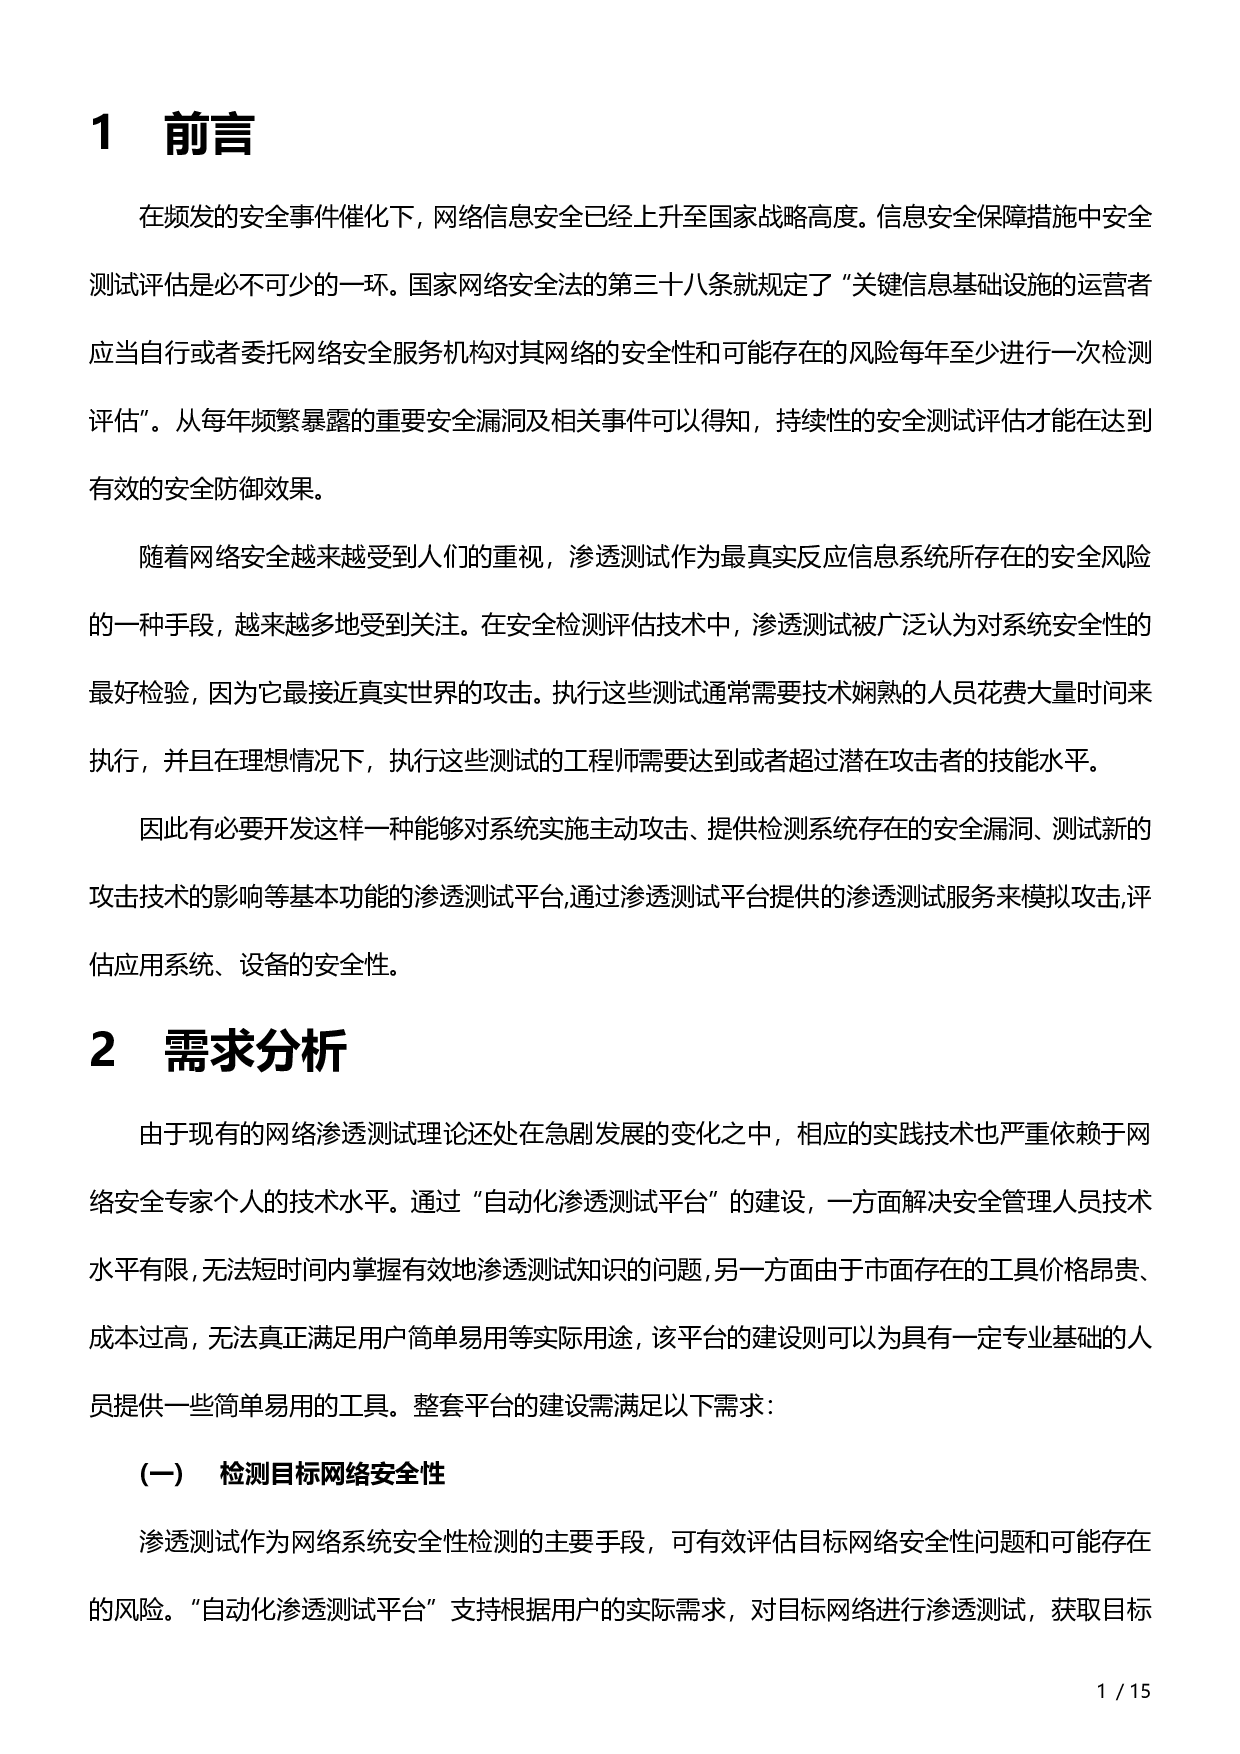 1 前言
在频发的安全事件催化下，网络信息安全已经上升至国家战略高度。信息安全保障措施中安全
测试评估是必不可少的一环。国家网络安全法的第三十八条就规定了“关键信息基础设施的运营者
应当自行或者委托网络安全服务机构对其网络的安全性和可能存在的风险每年至少进行一次检测
评估”。从每年频繁暴露的重要安全漏洞及相关事件可以得知，持续性的安全测试评估才能在达到
有效的安全防御效果。
随着网络安全越来越受到人们的重视，渗透测试作为最真实反应信息系统所存在的安全风险
的一种手段，越来越多地受到关注。在安全检测评估技术中，渗透测试被广泛认为对系统安全性的
最好检验，因为它最接近真实世界的攻击。执行这些测试通常需要技术娴熟的人员花费大量时间来
执行，并且在理想情况下，执行这些测试的工程师需要达到或者超过潜在攻击者的技能水平。
因此有必要开发这样一种能够对系统实施主动攻击、提供检测系统存在的安全漏洞、测试新的
攻击技术的影响等基本功能的渗透测试平台,通过渗透测试平台提供的渗透测试服务来模拟攻击,评
估应用系统、设备的安全性。
2 需求分析
由于现有的网络渗透测试理论还处在急剧发展的变化之中，相应的实践技术也严重依赖于网
络安全专家个人的技术水平。通过“自动化渗透测试平台”的建设，一方面解决安全管理人员技术
水平有限，无法短时间内掌握有效地渗透测试知识的问题，另一方面由于市面存在的工具价格昂贵、
成本过高，无法真正满足用户简单易用等实际用途，该平台的建设则可以为具有一定专业基础的人
员提供一些简单易用的工具。整套平台的建设需满足以下需求：
(一) 检测目标网络安全性
渗透测试作为网络系统安全性检测的主要手段，可有效评估目标网络安全性问题和可能存在
的风险。“自动化渗透测试平台”支持根据用户的实际需求，对目标网络进行渗透测试，获取目标
1 / 15